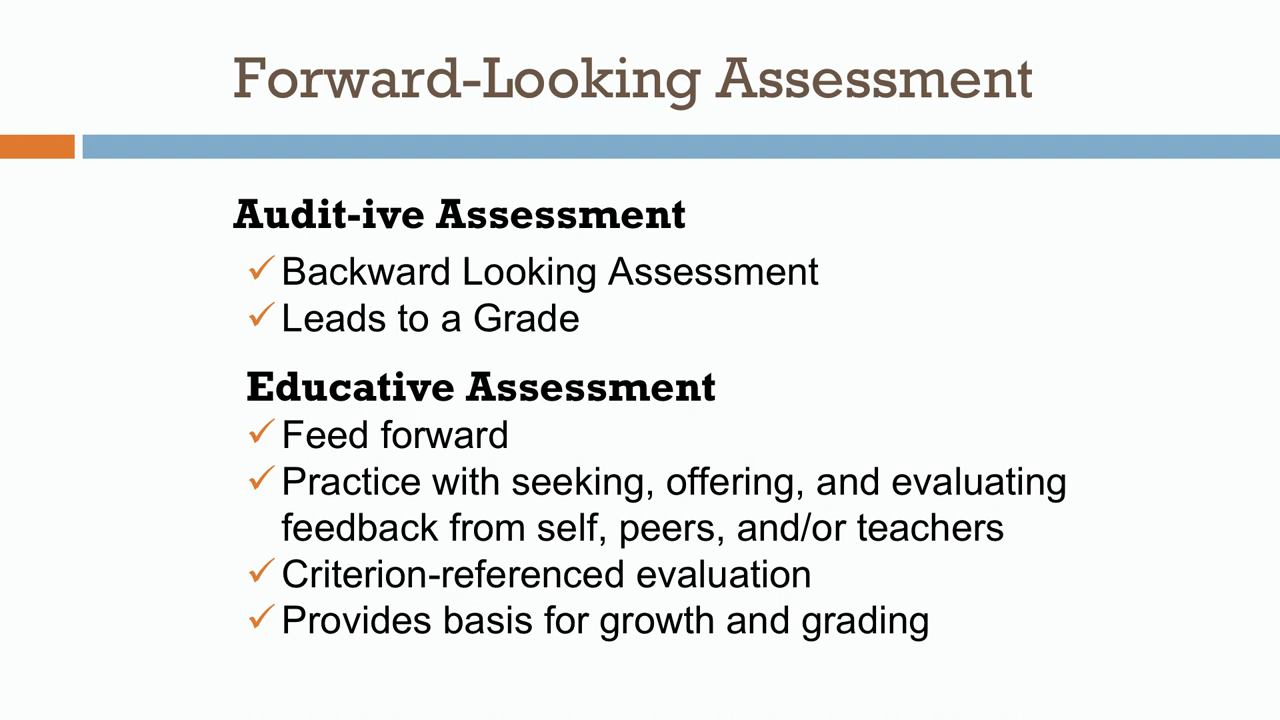 Forward-Looking Assessment
Audit-ive Assessment
Backward Looking Assessment
Leads to a Grade
Educative Assessment
Feed forward
Practice with seeking, offering, and evaluating
feedback from self, peers, and/or teachers
Criterion-referenced evaluation
Provides basis for growth and grading